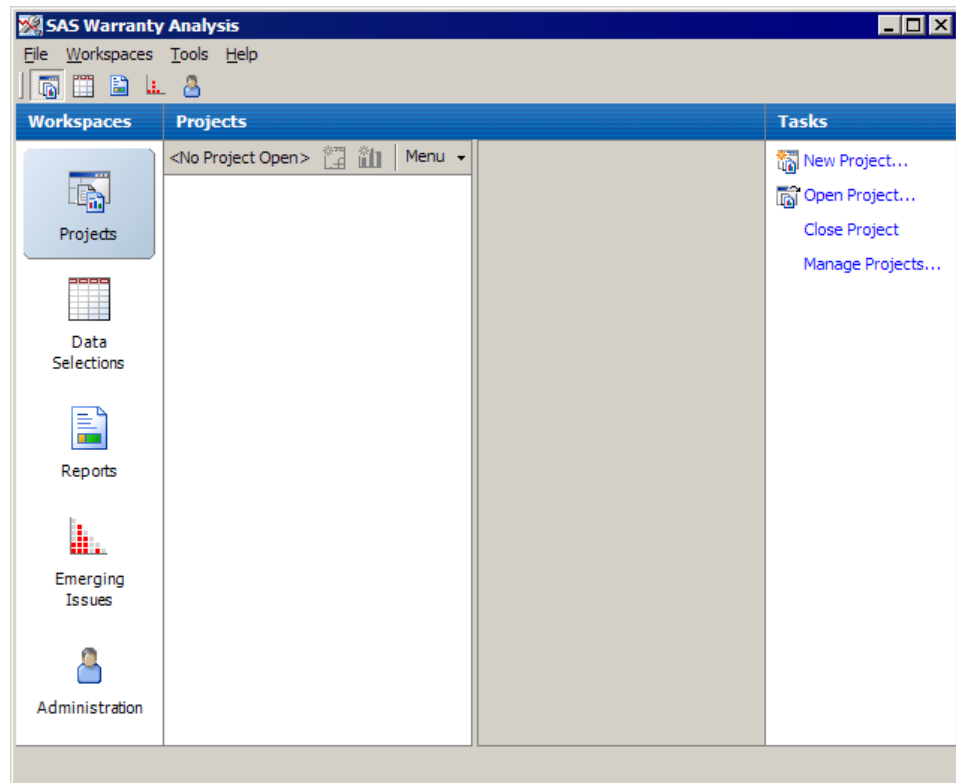 SAS Warranty Analysis
File Workspaces Tools Help
Workspaces
Projects
Tasks
<No Project Open> Menu
Projects
Data
Selections
Reports
Emerging
Issues
Administration
New Project...
Open Project...
Close Project
Manage Projects...